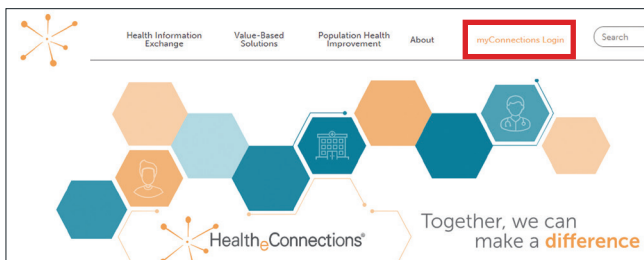 Health Information
Exchange
Value-Based
Solutions
Population Health
Improvement
About
myConnections Login
Search
HealtheConnections®
Together, we can
make a difference